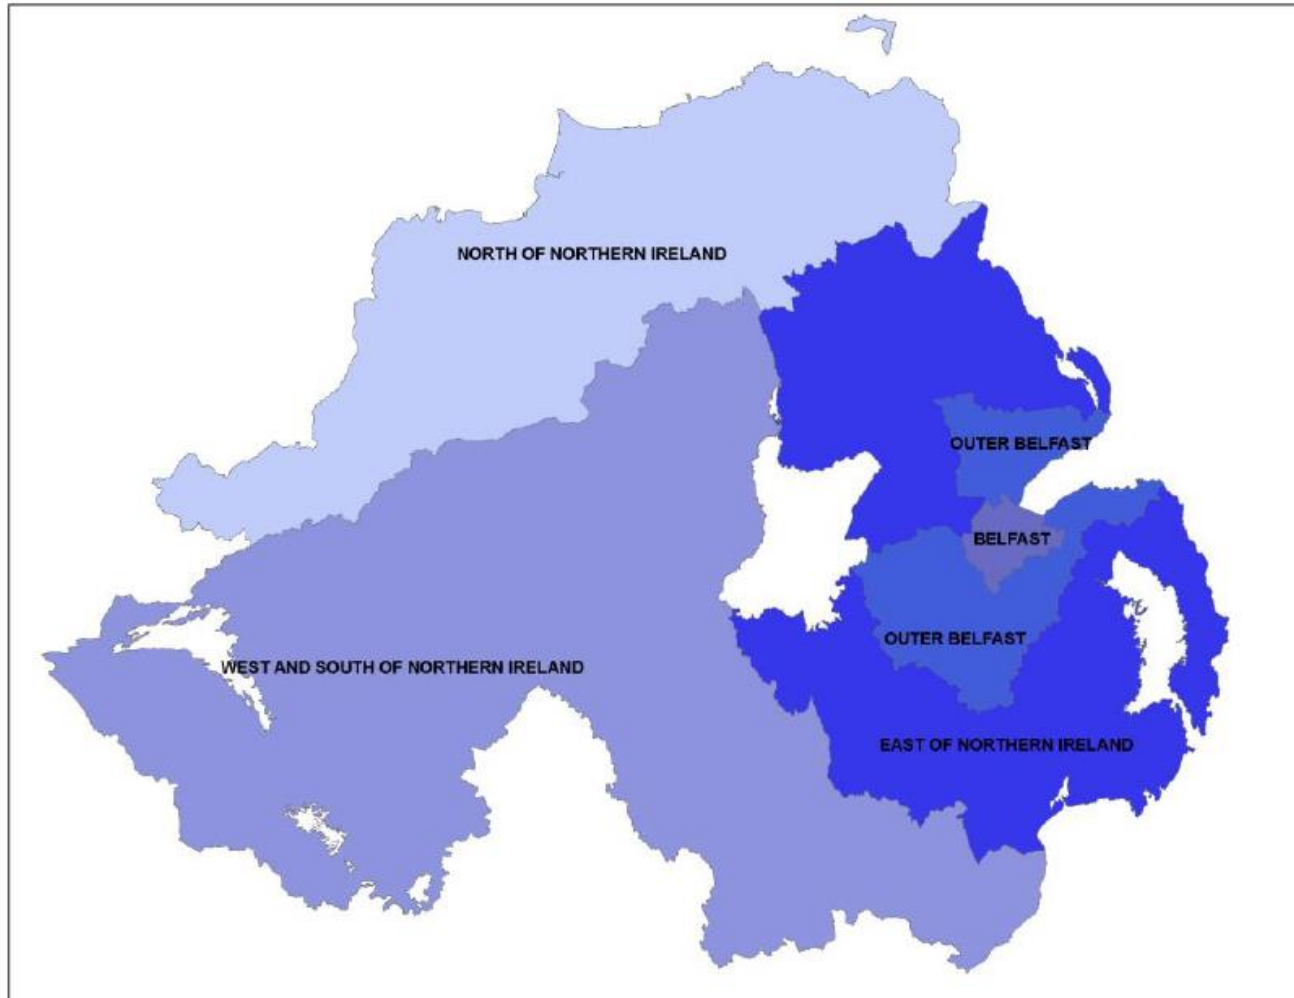 NORTH OF NORTHERN IRELAND
OUTER BELFAST
BELFAST
OUTER BELFAST
WEST AND SOUTH OF NORTHERN IRELAND
EAST OF NORTHERN IRELAND